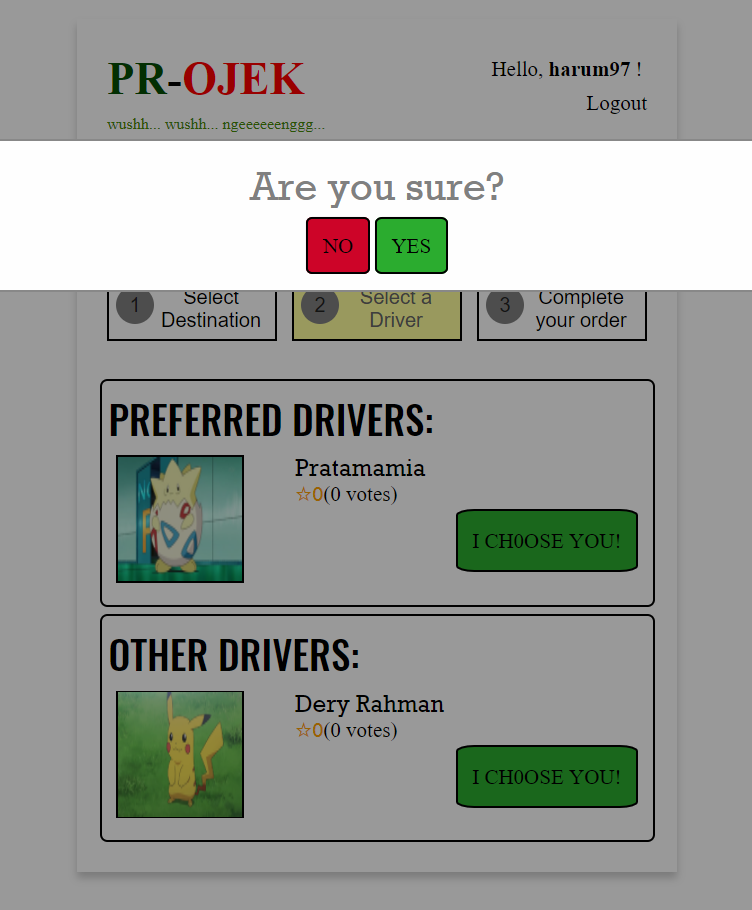 PR-OJEK
Hello, harum97 !
Logout
wushh... wushh... ngeeeeeenggg...
Are you sure?
NO YES
1 Select Destination
2 Select a Driver
3 Complete your order
PREFERRED DRIVERS:
Pratamamia
☆0(0 votes)
I CH0OSE YOU!
OTHER DRIVERS:
Dery Rahman
☆0(0 votes)
I CH0OSE YOU!